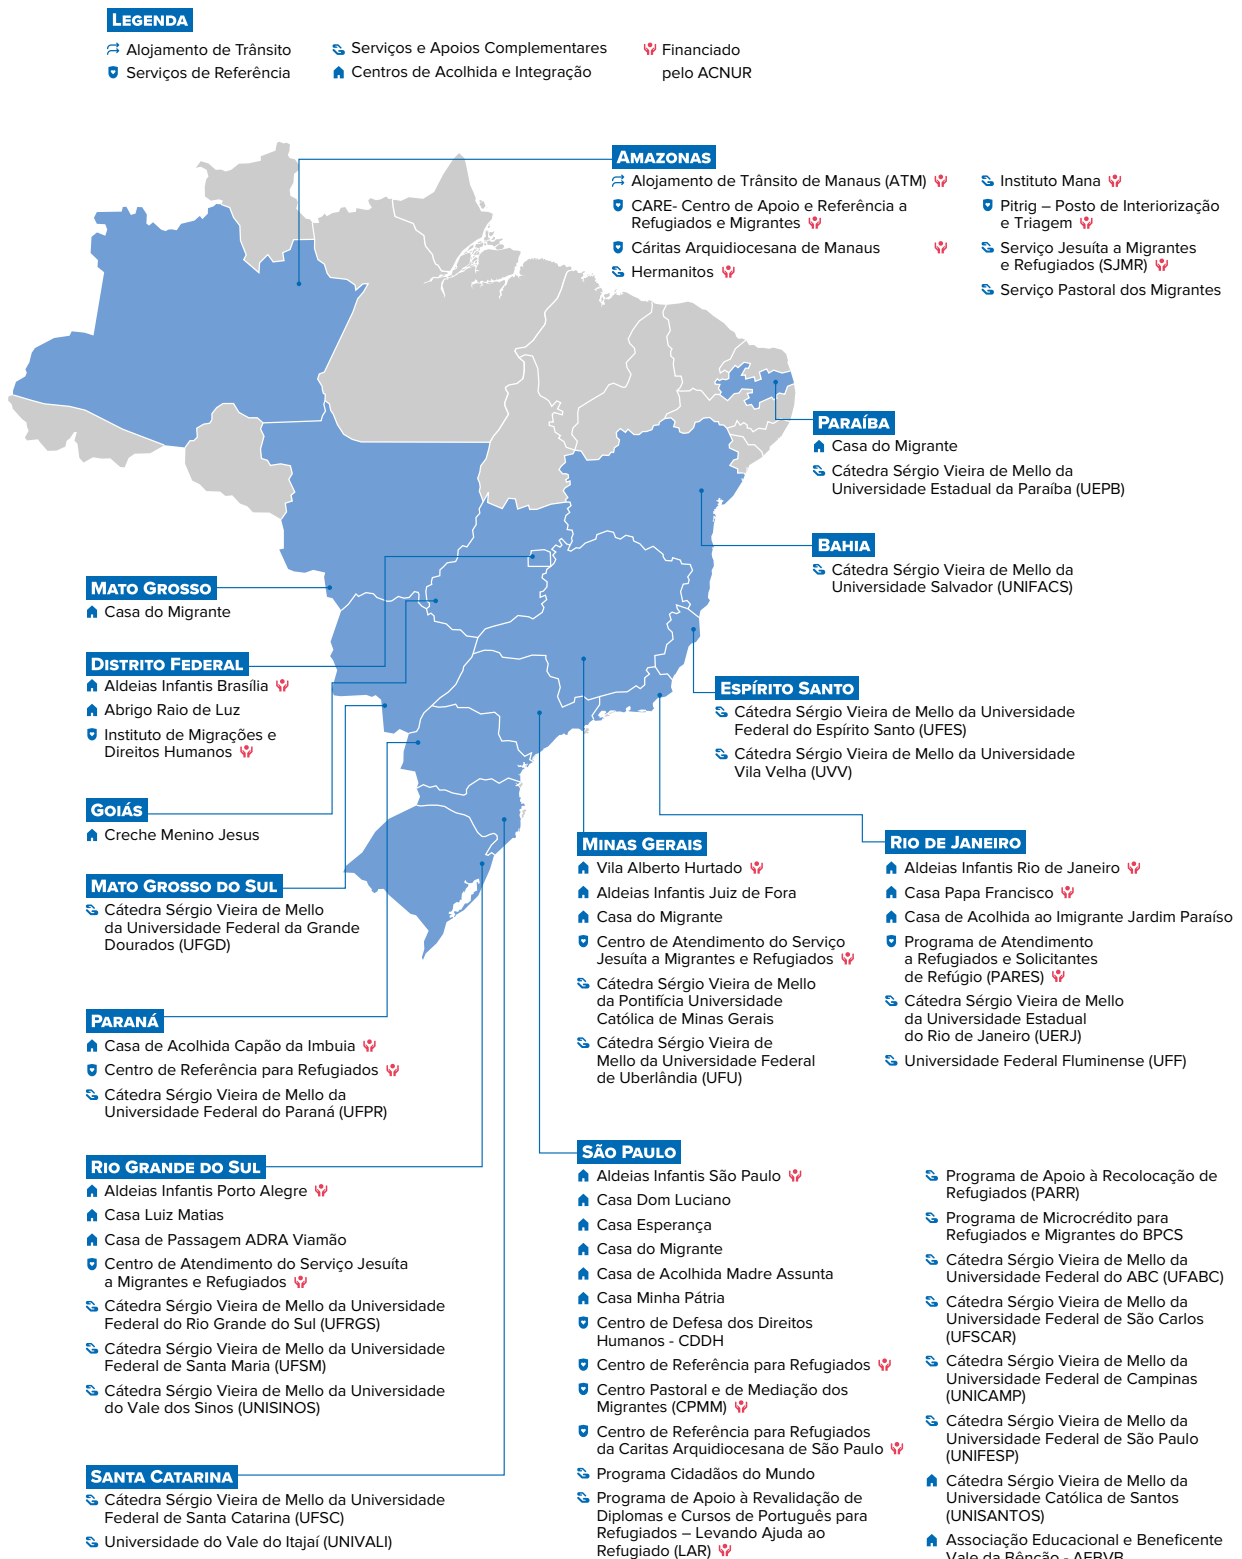 LEGENDA
Alojamento de Trânsito
Serviços de Referência
Serviços e Apoios Complementares
Centros de Acolhida e Integração
Financiado
pelo ACNUR
AMAZONAS
Alojamento de Trânsito de Manaus (ATM)
CARE- Centro de Apoio e Referência a
Refugiados e Migrantes
Cáritas Arquidiocesana de Manaus
Hermanitos
Instituto Mana
Pitrig – Posto de Interiorização
e Triagem
Serviço Jesuíta a Migrantes
e Refugiados (SJMR)
Serviço Pastoral dos Migrantes
PARAÍBA
Casa do Migrante
Cátedra Sérgio Vieira de Mello da
Universidade Estadual da Paraíba (UEPB)
BAHIA
Cátedra Sérgio Vieira de Mello da
Universidade Salvador (UNIFACS)
MATO GROSSO
Casa do Migrante
DISTRITO FEDERAL
Aldeias Infantis Brasília
Abrigo Raio de Luz
Instituto de Migrações e
Direitos Humanos
ESPÍRITO SANTO
Cátedra Sérgio Vieira de Mello da Universidade
Federal do Espírito Santo (UFES)
Cátedra Sérgio Vieira de Mello da Universidade
Vila Velha (UVV)
GOIÁS
Creche Menino Jesus
MATO GROSSO DO SUL
Cátedra Sérgio Vieira de Mello
da Universidade Federal da Grande
Dourados (UFGD)
MINAS GERAIS
Vila Alberto Hurtado
Aldeias Infantis Juiz de Fora
Casa do Migrante
Centro de Atendimento do Serviço
Jesuíta a Migrantes e Refugiados
Cátedra Sérgio Vieira de Mello
da Pontifícia Universidade
Católica de Minas Gerais
Cátedra Sérgio Vieira de
Mello da Universidade Federal
de Uberlândia (UFU)
RIO DE JANEIRO
Aldeias Infantis Rio de Janeiro
Casa Papa Francisco
Casa de Acolhida ao Imigrante Jardim Paraíso
Programa de Atendimento
a Refugiados e Solicitantes
de Refúgio (PARES)
Cátedra Sérgio Vieira de Mello
da Universidade Estadual
do Rio de Janeiro (UERJ)
Universidade Federal Fluminense (UFF)
PARANÁ
Casa de Acolhida Capão da Imbuia
Centro de Referência para Refugiados
Cátedra Sérgio Vieira de Mello da
Universidade Federal do Paraná (UFPR)
RIO GRANDE DO SUL
Aldeias Infantis Porto Alegre
Casa Luiz Matias
Casa de Passagem ADRA Viamão
Centro de Atendimento do Serviço Jesuíta
a Migrantes e Refugiados
Cátedra Sérgio Vieira de Mello da Universidade
Federal do Rio Grande do Sul (UFRGS)
Cátedra Sérgio Vieira de Mello da Universidade
Federal de Santa Maria (UFSM)
Cátedra Sérgio Vieira de Mello da Universidade
do Vale dos Sinos (UNISINOS)
SANTA CATARINA
Cátedra Sérgio Vieira de Mello da Universidade
Federal de Santa Catarina (UFSC)
Universidade do Vale do Itajaí (UNIVALI)
SÃO PAULO
Aldeias Infantis São Paulo
Casa Dom Luciano
Casa Esperança
Casa do Migrante
Casa de Acolhida Madre Assunta
Casa Minha Pátria
Centro de Defesa dos Direitos
Humanos - CDDH
Centro de Referência para Refugiados
Centro Pastoral e de Mediação dos
Migrantes (CPMM)
Centro de Referência para Refugiados
da Caritas Arquidiocesana de São Paulo
Programa Cidadãos do Mundo
Programa de Apoio à Revalidação de
Diplomas e Cursos de Português para
Refugiados – Levando Ajuda ao
Refugiado (LAR)
Programa de Apoio à Recolocação de
Refugiados (PARR)
Programa de Microcrédito para
Refugiados e Migrantes do BPCS
Cátedra Sérgio Vieira de Mello da
Universidade Federal do ABC (UFABC)
Cátedra Sérgio Vieira de Mello da
Universidade Federal de São Carlos
(UFSCAR)
Cátedra Sérgio Vieira de Mello da
Universidade Federal de Campinas
(UNICAMP)
Cátedra Sérgio Vieira de Mello da
Universidade Federal de São Paulo
(UNIFESP)
Cátedra Sérgio Vieira de Mello da
Universidade Católica de Santos
(UNISANTOS)
Associação Educacional e Beneficente
Vale da Bênção - AEBVB